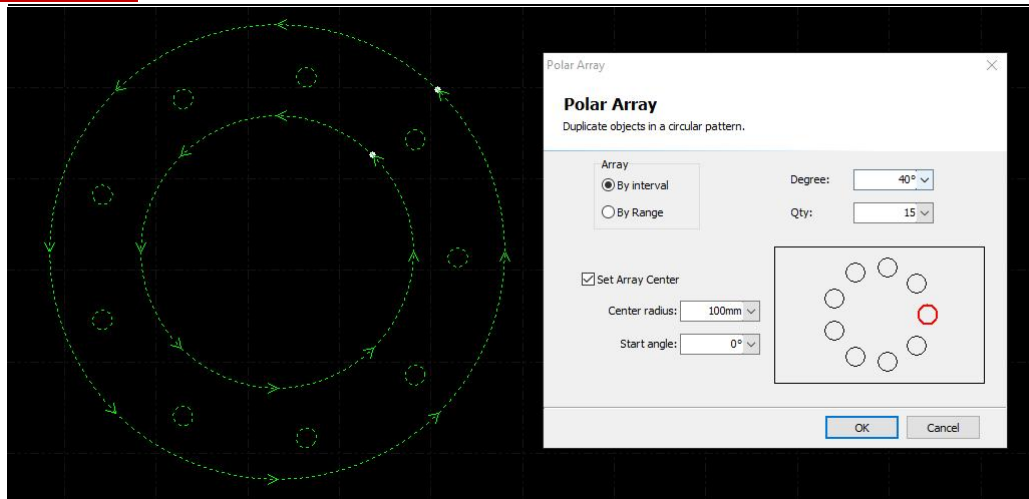 Polar Array
Polar Array
Duplicate objects in a circular pattern.
Array
By interval
By Range
Degree: 40°
Qty: 15
Set Array Center
Center radius: 100mm
Start angle: 0°
OK Cancel